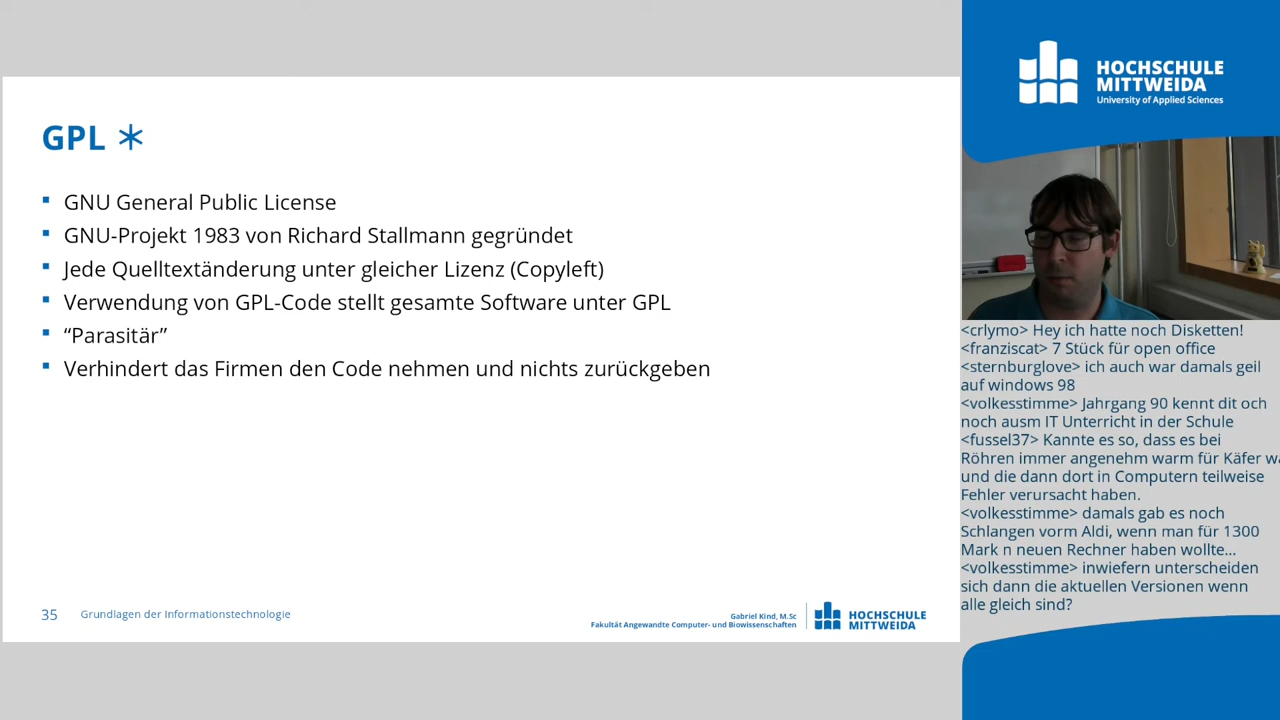 GPL
GNU General Public License
GNU-Projekt 1983 von Richard Stallmann gegründet
Jede Quelltextänderung unter gleicher Lizenz (Copyleft)
Verwendung von GPL-Code stellt gesamte Software unter GPL
“Parasitär”
Verhindert das Firmen den Code nehmen und nichts zurückgeben
35 Grundlagen der Informationstechnologie
Gabriel Kind, M.Sc
Fakultät Angewandte Computer- und Biowissenschaften
HOCHSCHULE
MITTWEIDA
HOCHSCHULE
MITTWEIDA
University of Applied Sciences
<crlymo> Hey ich hatte noch Disketten!
<franziscat> 7 Stück für open office
<sternburglove> ich auch war damals geil
auf windows 98
<volkesstimme> Jahrgang 90 kennt dit och
noch ausm IT Unterricht in der Schule
<fussel37> Kannte es so, dass es bei
Röhren immer angenehm warm für Käfer wa
und die dann dort in Computern teilweise
Fehler verursacht haben.
<volkesstimme> damals gab es noch
Schlangen vorm Aldi, wenn man für 1300
Mark n neuen Rechner haben wollte...
<volkesstimme> inwiefern unterscheiden
sich dann die aktuellen Versionen wenn
alle gleich sind?